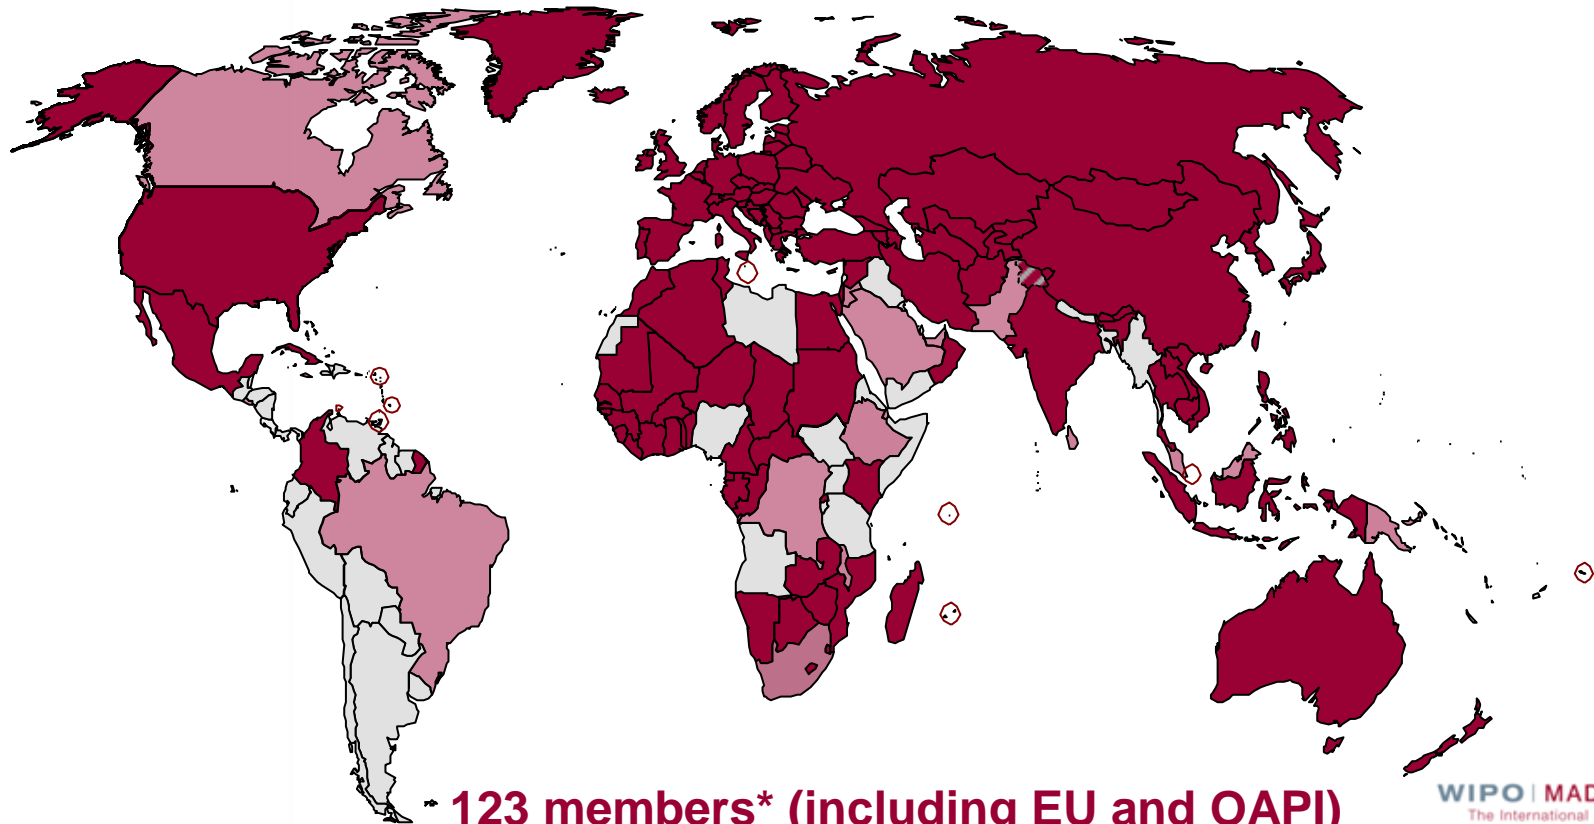 123 members* (including EU and OAPI)
WIPO | MAD
The International